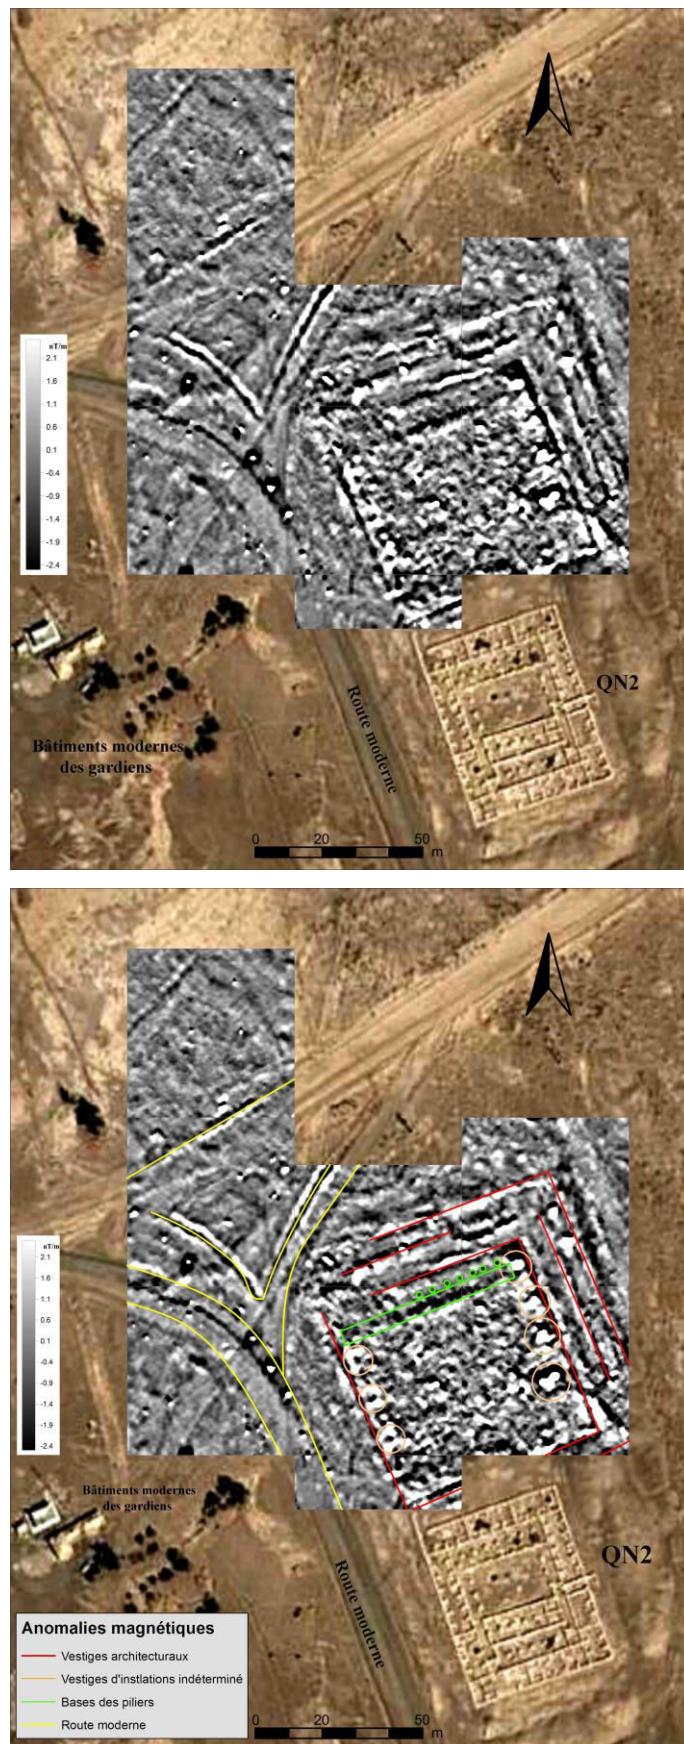 nT/m
2.1
1.6
1.1
0.6
0.1
-0.4
-0.9
-1.4
-1.9
-2.4
QN2
Bâtiments modernes
des gardiens
Route moderne
0 20 50
m
nT/m
2.1
1.6
1.1
0.6
0.1
-0.4
-0.9
-1.4
-1.9
-2.4
Bâtiments modernes
des gardiens
QN2
Route moderne
Anomalies magnétiques
Vestiges architecturaux
Vestiges d'instlations indéterminé
Bases des piliers
Route moderne
0 20 50
m